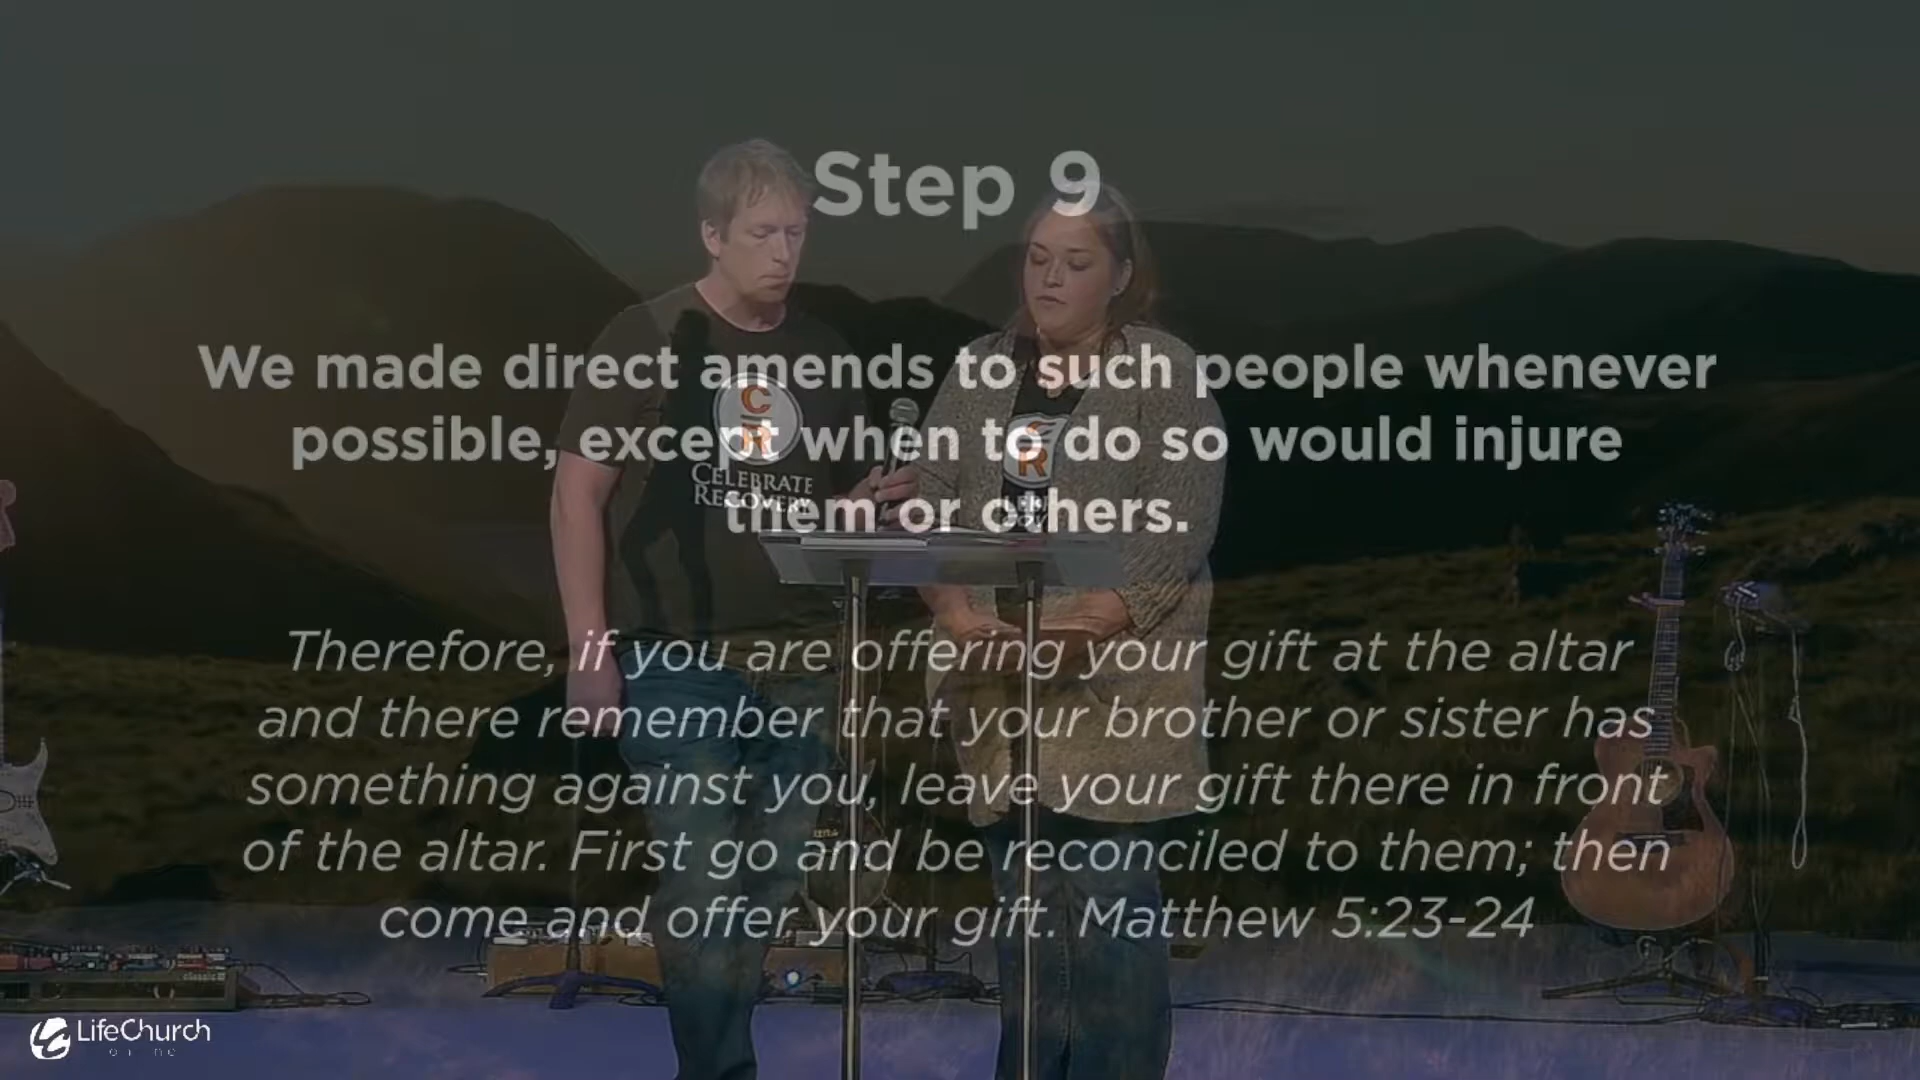 Step 9
We made direct amends to such people whenever
possible, except when to do so would injure
them or others.
C
R
CELEBRATE
RECOVERY
R
Therefore, if you are offering your gift at the altar
and there remember that your brother or sister has
something against you, leave your gift there in front
of the altar. First go and be reconciled to them; then
come and offer your gift. Matthew 5:23-24
LifeChurch